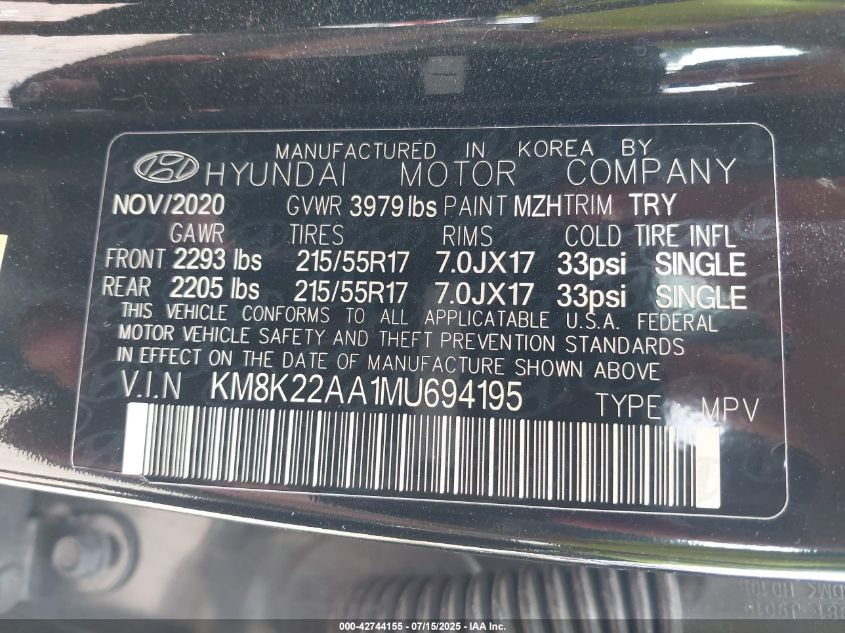 MANUFACTURED IN KOREA BY
HYUNDAI MOTOR COMPANY
NOV/2020 GVWR 3979 lbs PAINT MZH TRIM TRY
GAWR TIRES RIMS COLD TIRE INFL
FRONT 2293 lbs 215/55R17 7.0JX17 33psi SINGLE
REAR 2205 lbs 215/55R17 7.0JX17 33psi SINGLE
THIS VEHICLE CONFORMS TO ALL APPLICATABLE U.S.A. FEDERAL
MOTOR VEHICLE SAFETY AND THEFT PREVENTION STANDARDS
IN EFFECT ON THE DATE OF MANUFACTURE SHOWN ABOVE
V.I.N KM8K22AA1MU694195 TYPE MPV
000-42744155 - 07/15/2025 - IAA Inc.